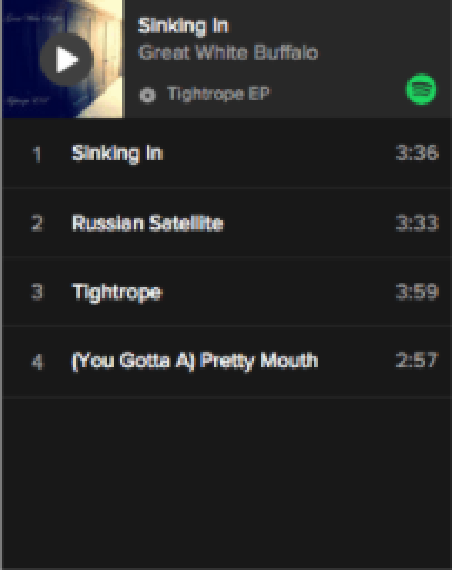 Sinking In
Great White Buffalo
Tightrope EP
1 Sinking In 3:36
2 Russian Satellite 3:33
3 Tightrope 3:59
4 (You Gotta A) Pretty Mouth 2:57